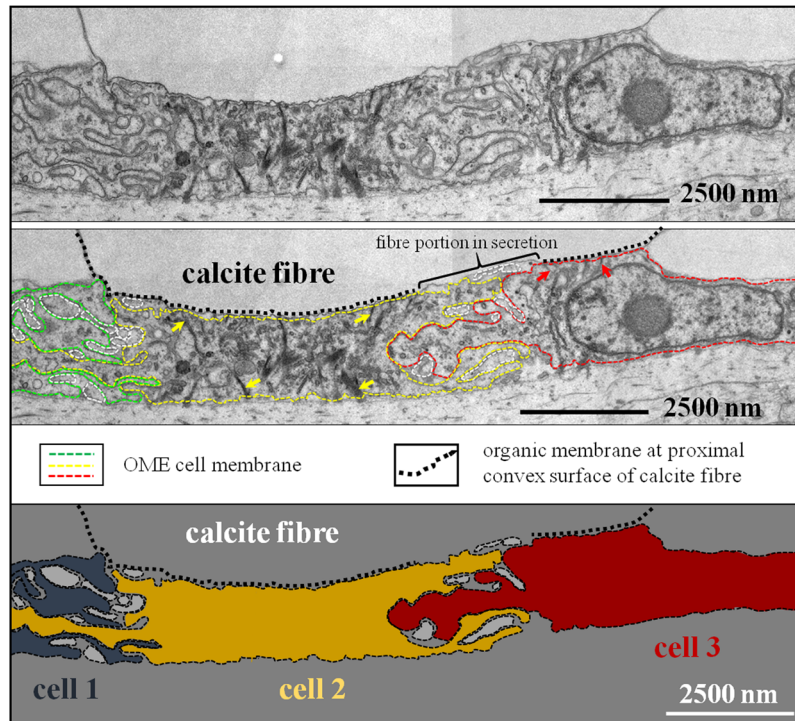 2500 nm
fibre portion in secretion
calcite fibre
2500 nm
OME cell membrane
organic membrane at proximal
convex surface of calcite fibre
calcite fibre
cell 3
cell 1
cell 2
2500 nm